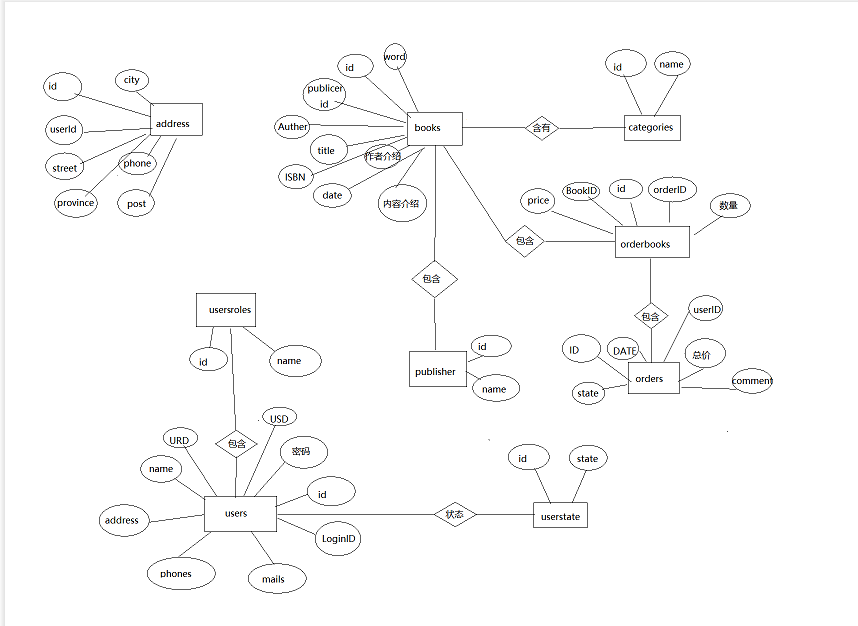 id
city
address
userId
street
phone
province
post
word
id
publicer
id
Auther
books
title
作者介绍
ISBN
date
内容介绍
含有
id
name
categories
price
BookID
id
orderID
数量
包含
orderbooks
包含
publisher
id
name
包含
userID
ID
DATE
总价
orders
state
comment
usersroles
id
name
包含
USD
URD
密码
name
id
address
users
LoginID
phones
mails
状态
id
state
userstate